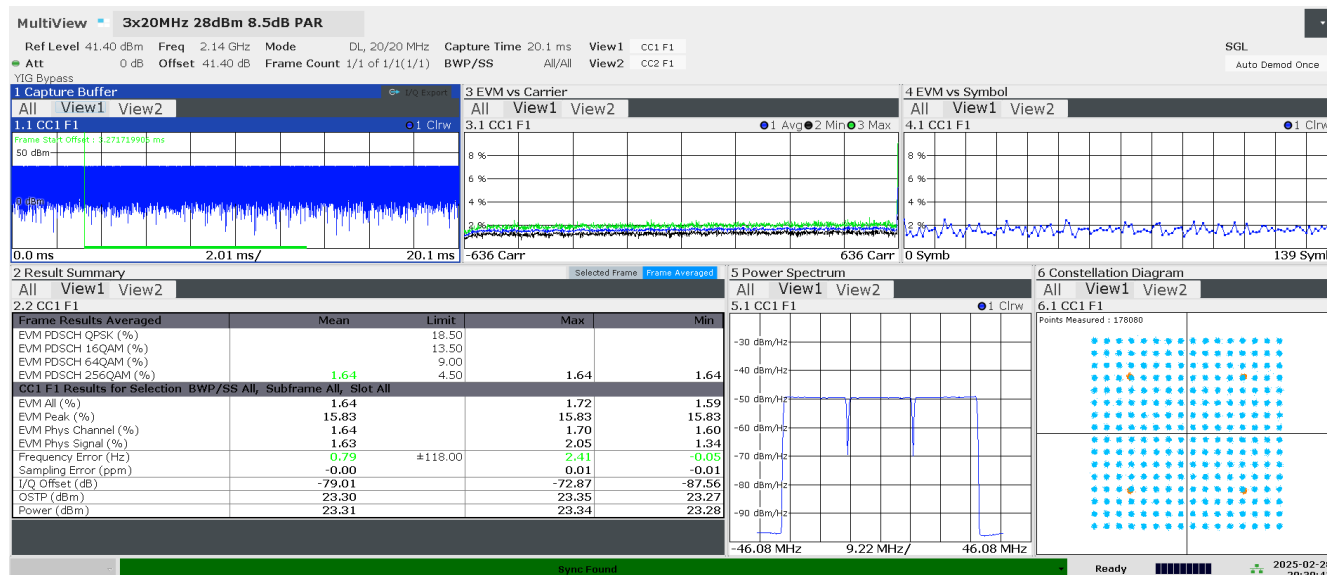 MultiView 3x20MHz 28dBm 8.5dB PAR
Ref Level 41.40 dBm Freq 2.14 GHz Mode DL, 20/20 MHz Capture Time 20.1 ms View1 CC1 F1 SGL
Att 0 dB Offset 41.40 dB Frame Count 1/1 of 1/1(1/1) BWP/SS All/All View2 CC2 F1 Auto Demod Once
YIG Bypass
1 Capture Buffer I/Q Export
All View1 View2
1.1 CC1 F1 1 Clrw
Frame Start Offset : 3.271719905 ms
50 dBm
0 dBm
0.0 ms 2.01 ms/ 20.1 ms
3 EVM vs Carrier
All View1 View2
3.1 CC1 F1 1 Avg 2 Min 3 Max
8 %
6 %
4 %
2 %
-636 Carr 636 Carr
4 EVM vs Symbol
All View1 View2
4.1 CC1 F1 1 Clrw
8 %
6 %
4 %
2 %
0 Symb 139 Symb
2 Result Summary Selected Frame Frame Averaged
All View1 View2
2.2 CC1 F1
Frame Results Averaged Mean Limit Max Min
EVM PDSCH QPSK (%) 18.50
EVM PDSCH 16QAM (%) 13.50
EVM PDSCH 64QAM (%) 9.00
EVM PDSCH 256QAM (%) 1.64 4.50 1.64 1.64
CC1 F1 Results for Selection BWP/SS All, Subframe All, Slot All
EVM All (%) 1.64 1.72 1.59
EVM Peak (%) 15.83 15.83 15.83
EVM Phys Channel (%) 1.64 1.70 1.60
EVM Phys Signal (%) 1.63 2.05 1.34
Frequency Error (Hz) 0.79 ±118.00 2.41 -0.05
Sampling Error (ppm) -0.00 0.01 -0.01
I/Q Offset (dB) -79.01 -72.87 -87.56
OSTP (dBm) 23.30 23.35 23.27
Power (dBm) 23.31 23.34 23.28
5 Power Spectrum
All View1 View2
5.1 CC1 F1 1 Clrw
-30 dBm/Hz
-40 dBm/Hz
-50 dBm/Hz
-60 dBm/Hz
-70 dBm/Hz
-80 dBm/Hz
-90 dBm/Hz
-46.08 MHz 9.22 MHz/ 46.08 MHz
6 Constellation Diagram
All View1 View2
6.1 CC1 F1
Points Measured : 178080
Sync Found Ready 2025-02-28